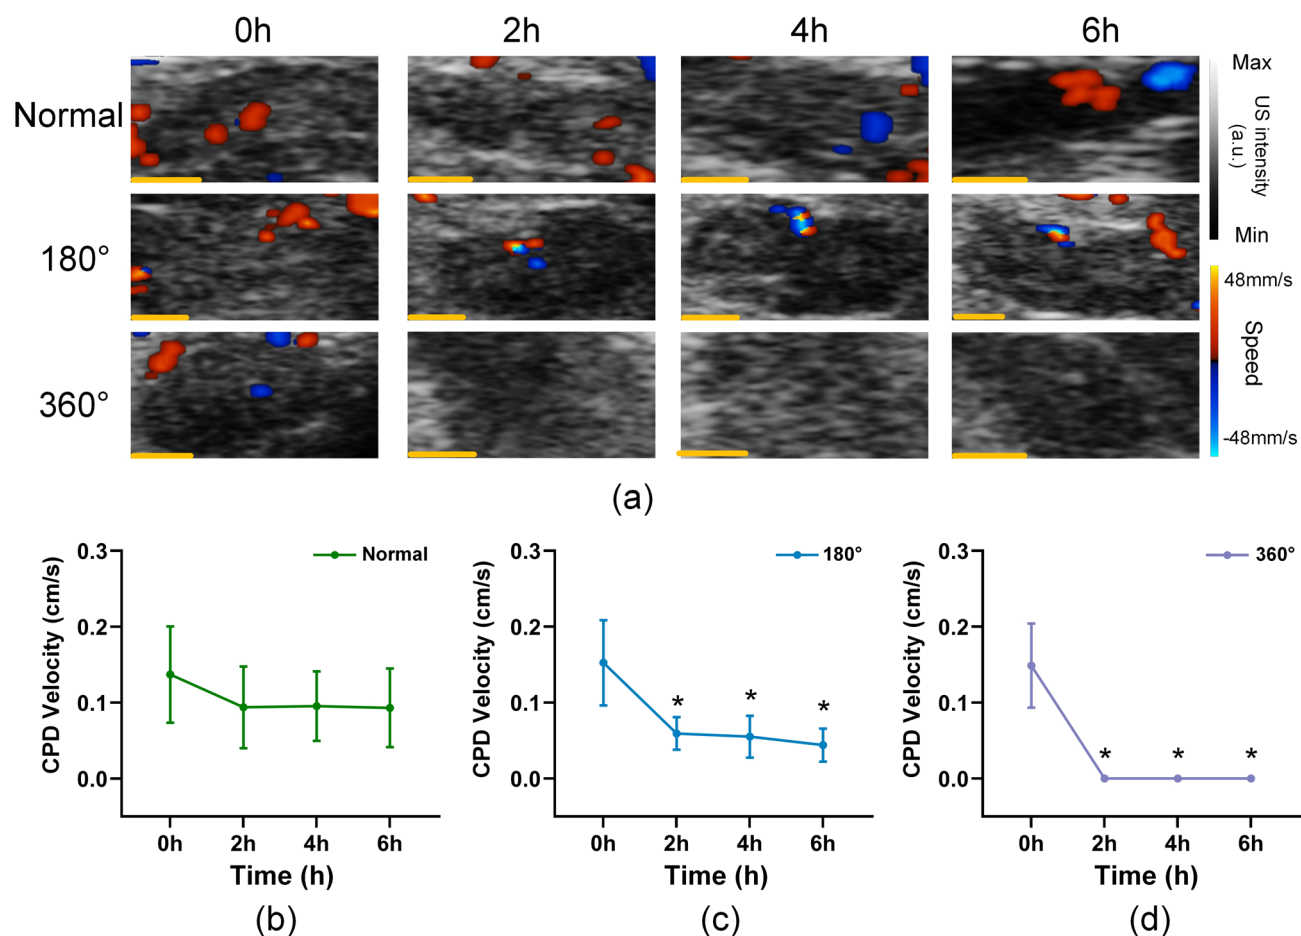 0h 2h 4h 6h
Normal
180°
360°
Max
US intensity
(a.u.)
Min
48mm/s
Speed
-48mm/s
(a)
0.3
0.2
0.1
0.0
CPD Velocity (cm/s)
Normal
0h 2h 4h 6h
Time (h)
(b)
0.3
0.2
0.1
0.0
CPD Velocity (cm/s)
180°
* * *
0h 2h 4h 6h
Time (h)
(c)
0.3
0.2
0.1
0.0
CPD Velocity (cm/s)
360°
* * *
0h 2h 4h 6h
Time (h)
(d)